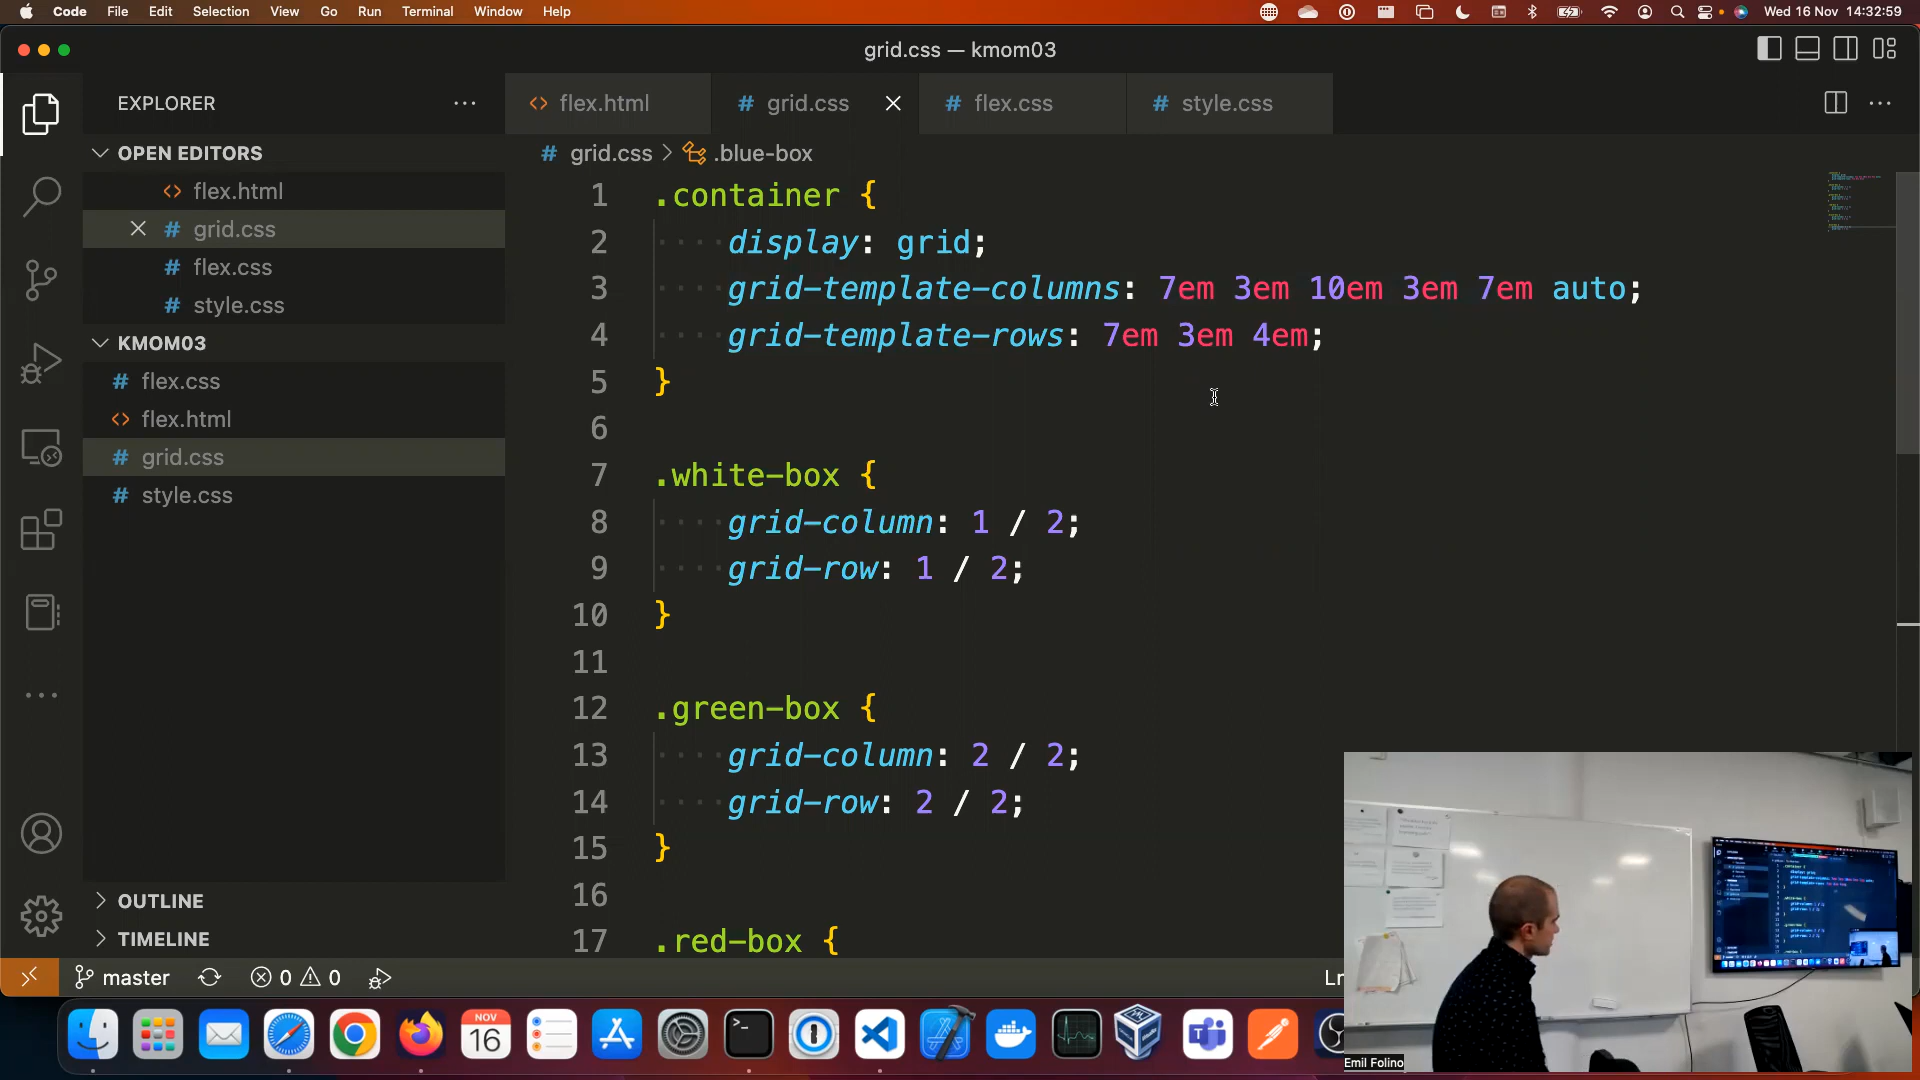 Code File Edit Selection View Go Run Terminal Window Help Wed 16 Nov 14:32:59
grid.css — kmom03
EXPLORER
flex.html grid.css flex.css style.css
OPEN EDITORS
flex.html
grid.css
flex.css
style.css
KMOM03
flex.css
flex.html
grid.css
style.css
OUTLINE
TIMELINE
grid.css > .blue-box
1 .container {
2 display: grid;
3 grid-template-columns: 7em 3em 10em 3em 7em auto;
4 grid-template-rows: 7em 3em 4em;
5 }
6
7 .white-box {
8 grid-column: 1 / 2;
9 grid-row: 1 / 2;
10 }
11
12 .green-box {
13 grid-column: 2 / 2;
14 grid-row: 2 / 2;
15 }
16
17 .red-box {
master 0 0 Ln
NOV
16
Emil Folino